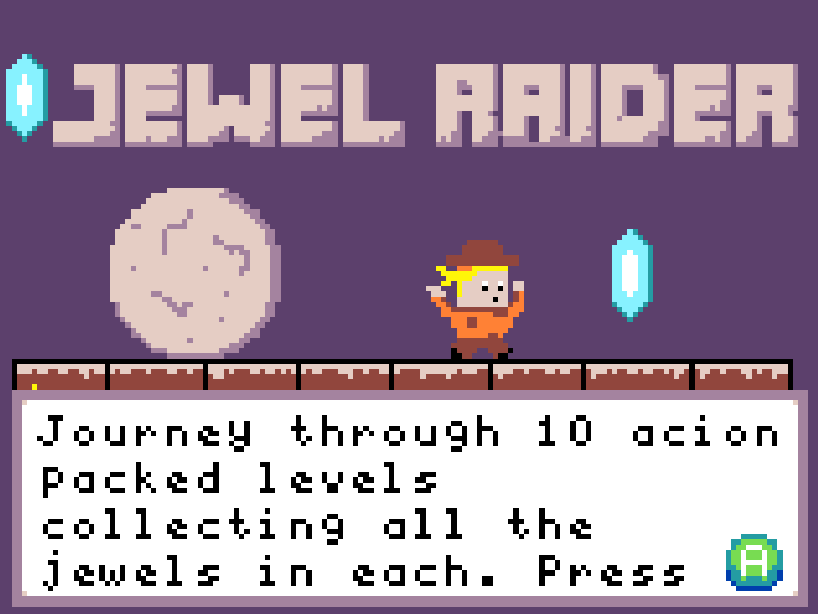 JEWEL RAIDER
Journey through 10 acion
packed levels
collecting all the
jewels in each. Press A